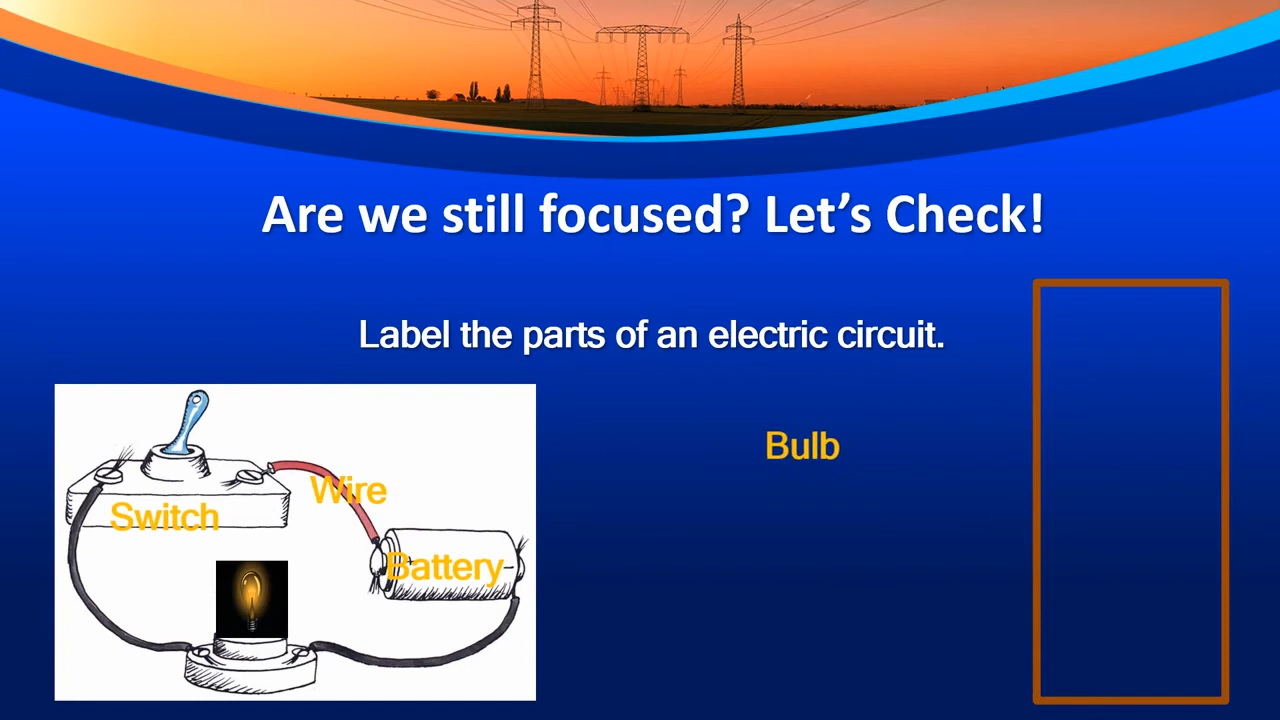 Are we still focused? Let’s Check!
Label the parts of an electric circuit.
Bulb
Wire
Switch
Battery